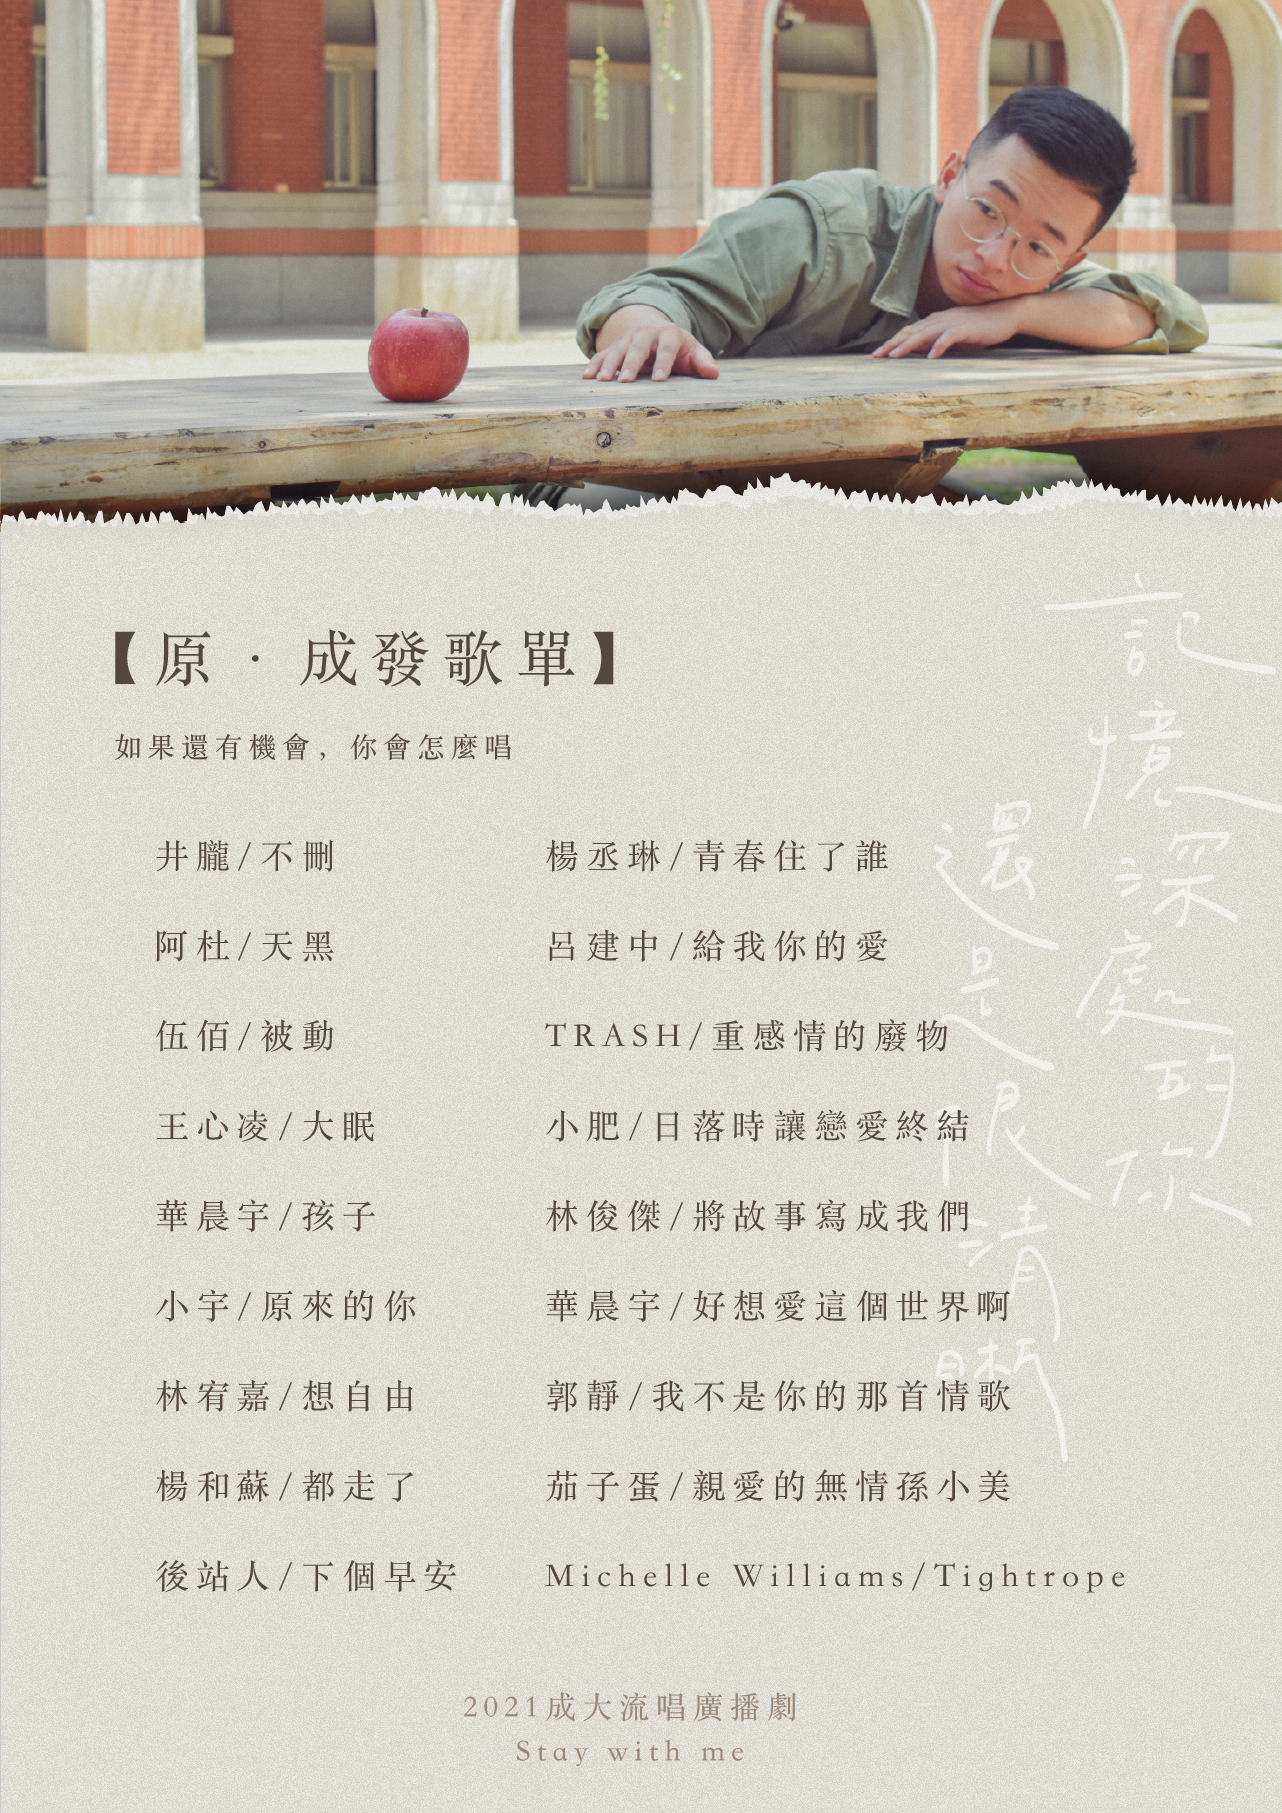 【原·成發歌單】
如果還有機會，你會怎麼唱
井朧/不刪
阿杜/天黑
伍佰/被動
王心凌/大眠
華晨宇/孩子
小宇/原來的你
林宥嘉/想自由
楊和蘇/都走了
後站人/下個早安
楊丞琳/青春住了誰
呂建中/給我你的愛
TRASH/重感情的廢物
小肥/日落時讓戀愛終結
林俊傑/將故事寫成我們
華晨宇/好想愛這個世界啊
郭靜/我不是你的那首情歌
茄子蛋/親愛的無情孫小美
Michelle Williams/Tightrope
記憶深處的你
還是很清晰
2021成大流唱廣播劇
Stay with me